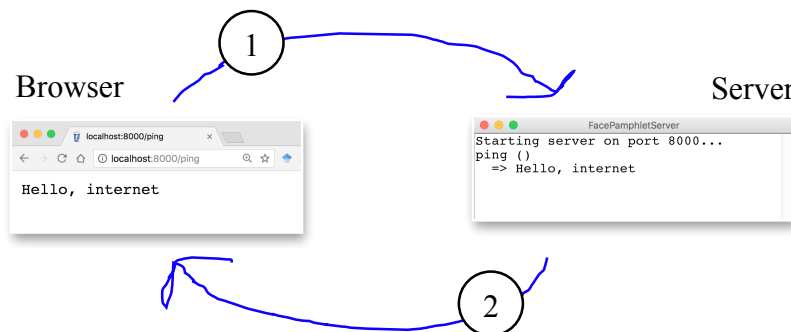 1
Browser
Server
localhost:8000/ping
localhost:8000/ping
Hello, internet
FacePamphletServer
Starting server on port 8000...
ping ()
=> Hello, internet
2